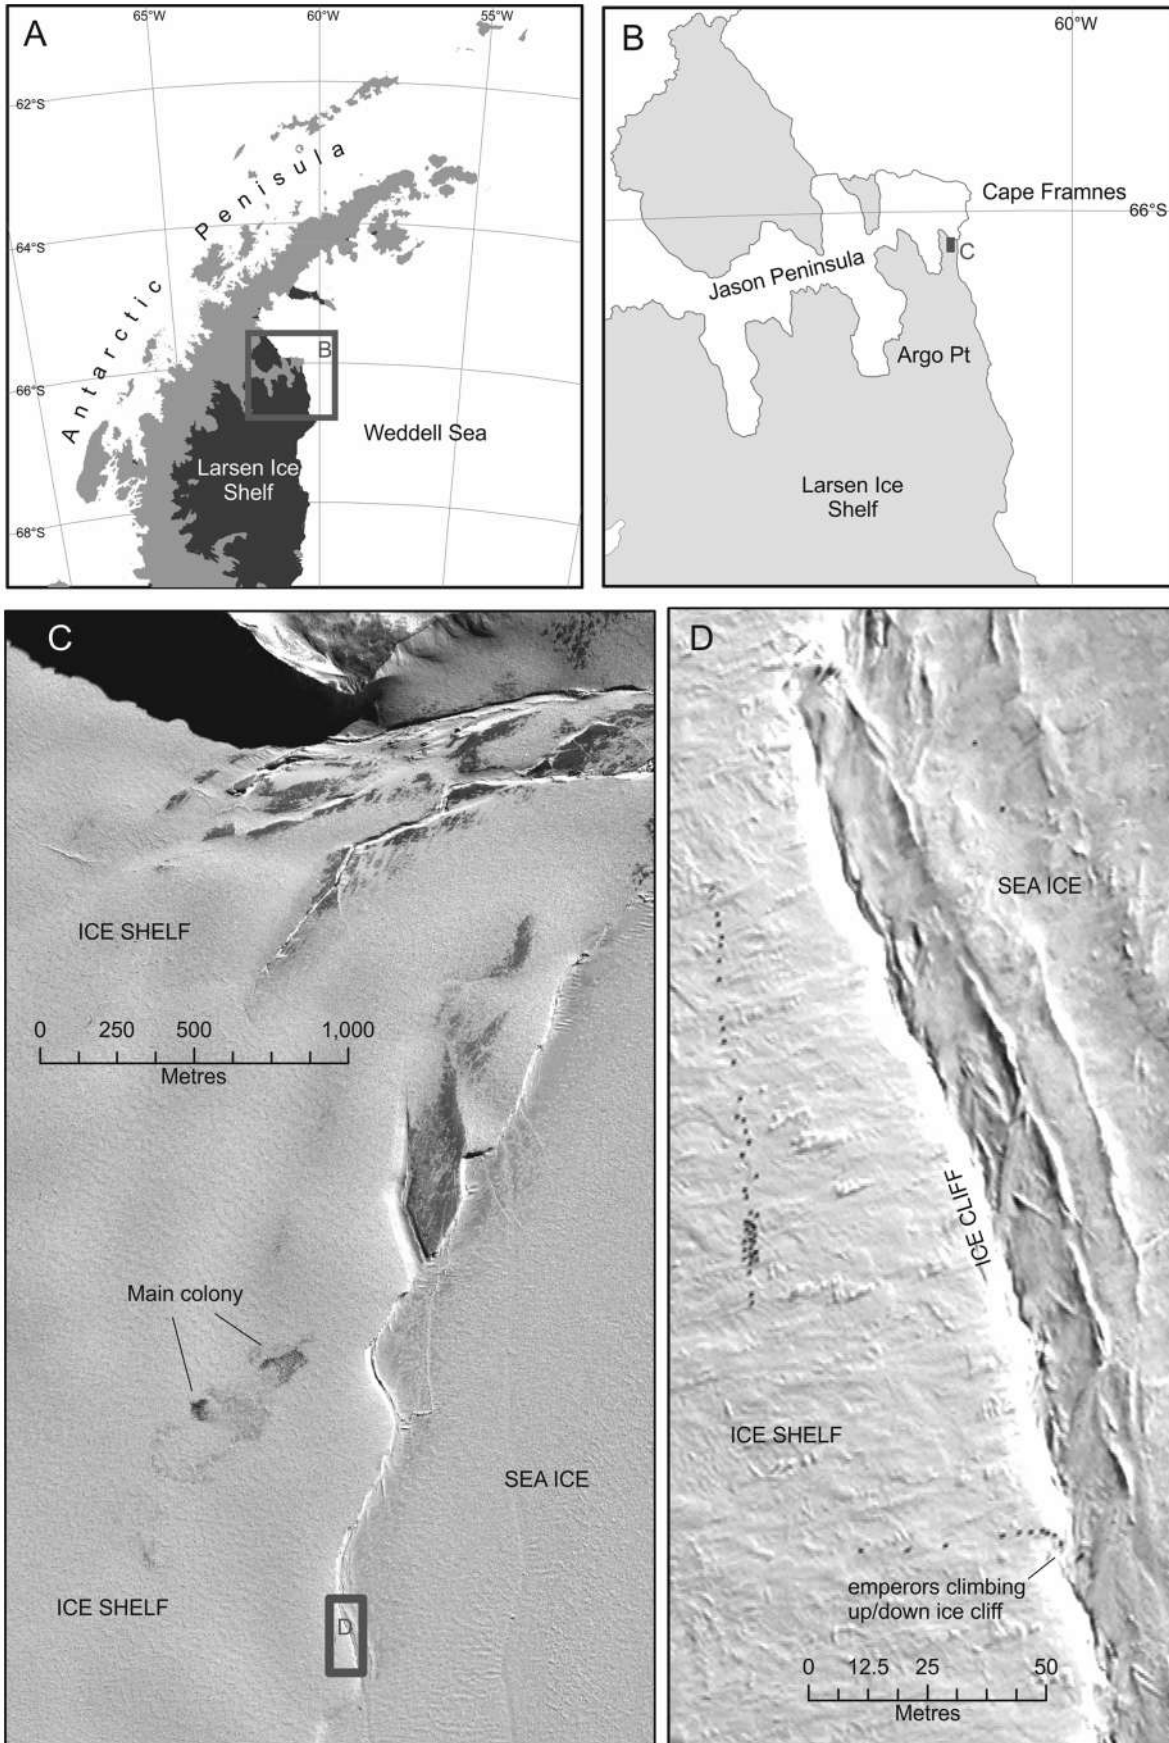 A
65°W
60°W
55°W
62°S
64°S
66°S
68°S
Antarctic Penisula
B
Weddell Sea
Larsen Ice
Shelf
B
60°W
Cape Framnes
66°S
C
Jason Peninsula
Argo Pt
Larsen Ice
Shelf
C
ICE SHELF
0 250 500 1,000
Metres
Main colony
SEA ICE
ICE SHELF
D
D
SEA ICE
ICE CLIFF
ICE SHELF
emperors climbing
up/down ice cliff
0 12.5 25 50
Metres